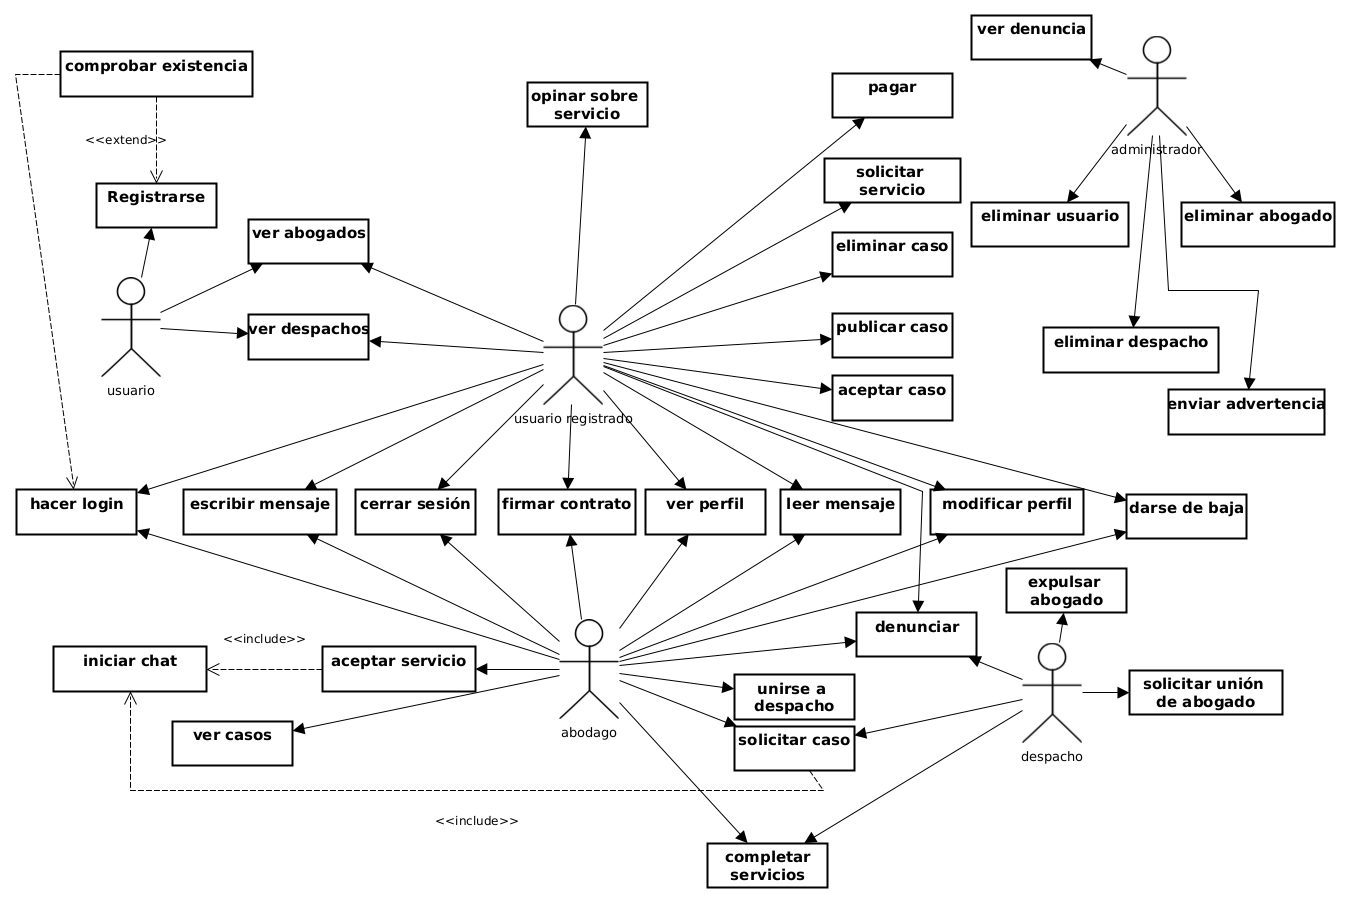 ver denuncia
comprobar existencia
pagar
opinar sobre
servicio
<<extend>>
administrador
solicitar
servicio
Registrarse
eliminar usuario
eliminar abogado
ver abogados
eliminar caso
ver despachos
publicar caso
eliminar despacho
usuario
aceptar caso
enviar advertencia
usuario registrado
hacer login
escribir mensaje
cerrar sesión
firmar contrato
ver perfil
leer mensaje
modificar perfil
darse de baja
expulsar
abogado
denunciar
<<include>>
iniciar chat
aceptar servicio
unirse a
despacho
solicitar unión
de abogado
ver casos
abodago
solicitar caso
despacho
<<include>>
completar
servicios